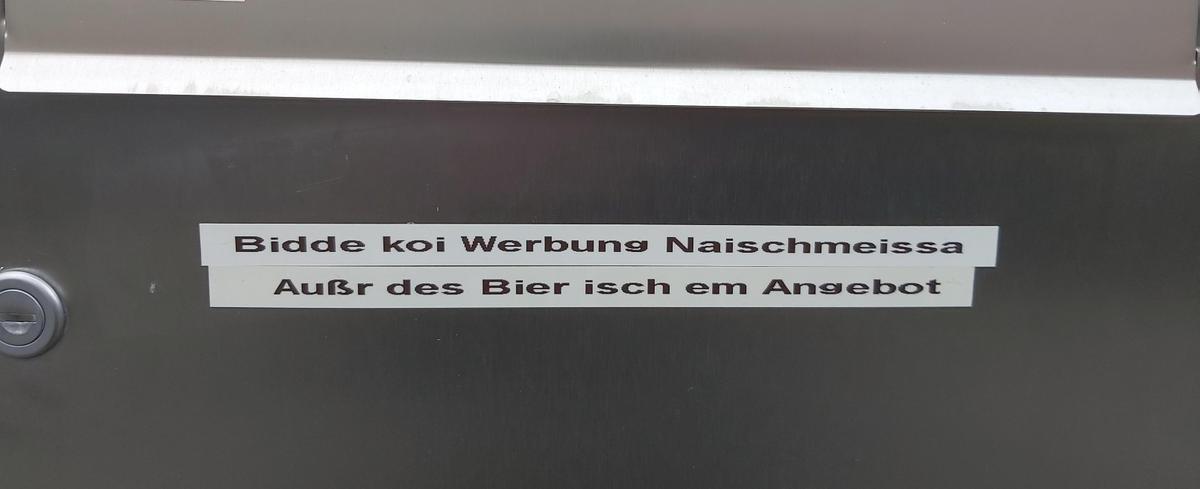 Bidde koi Werbung Naischmeissa
Außr des Bier isch em Angebot